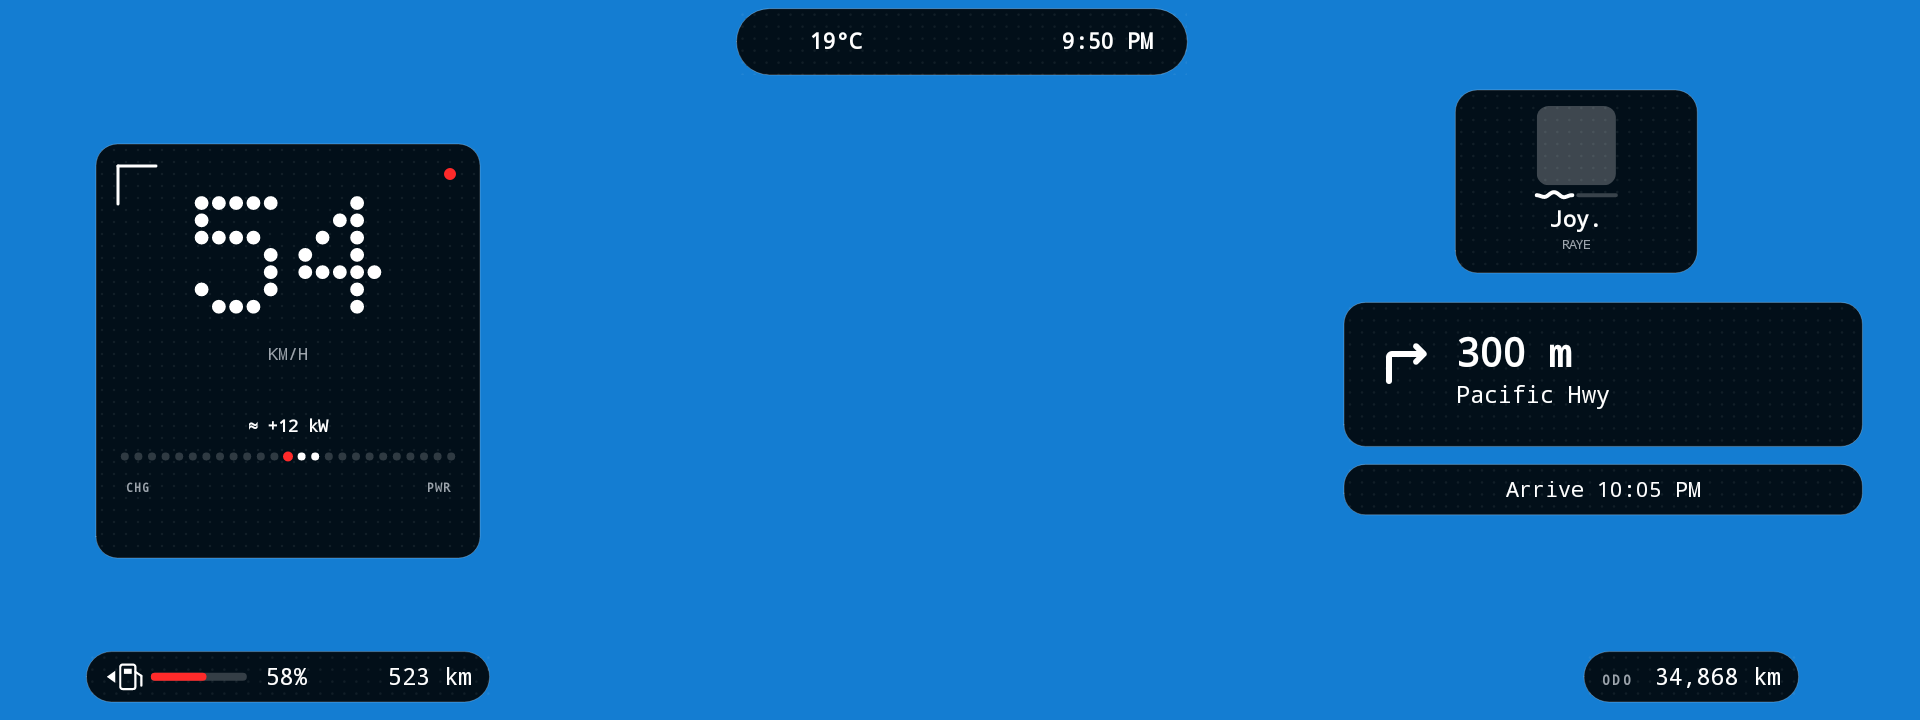 19°C 9:50 PM
54
KM/H
≈ +12 kW
CHG PWR
58% 523 km
Joy.
RAYE
300 m
Pacific Hwy
Arrive 10:05 PM
ODO 34,868 km